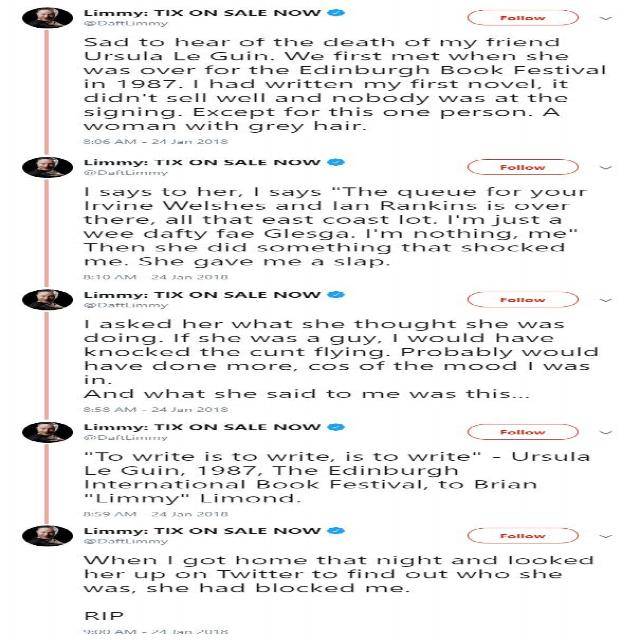 Limmy: TIX ON SALE NOW
Follow
@DaftLimmy
Sad to hear of the death of my friend
Ursula Le Guin. We first met when she
was over for the Edinburgh Book Festival
in 1987. I had written my first novel, it
didn't sell well and nobody was at the
signing. Except for this one person. A
woman with grey hair.
8:06 AM - 24 Jan 2018
Limmy: TIX ON SALE NOW
Follow
@DaftLimmy
I says to her, I says "The queue for your
Irvine Welshes and Ian Rankins is over
there, all that east coast lot. I'm just a
wee dafty fae Glesga. I'm nothing, me"
Then she did something that shocked
me. She gave me a slap.
8:10 AM 24 Jan 2018
Limmy: TIX ON SALE NOW
Follow
@DaftLimmy
I asked her what she thought she was
doing. If she was a guy, I would have
knocked the cunt flying. Probably would
have done more, cos of the mood I was
in.
And what she said to me was this...
8:58 AM - 24 Jan 2018
Limmy: TIX ON SALE NOW
Follow
@DaftLimmy
"To write is to write, is to write" - Ursula
Le Guin, 1987, The Edinburgh
International Book Festival, to Brian
"Limmy" Limond.
8:59 AM 24 Jan 2018
Limmy: TIX ON SALE NOW
Follow
@DaftLimmy
When I got home that night and looked
her up on Twitter to find out who she
was, she had blocked me.
RIP
9:00 AM - 24 Jan 2018